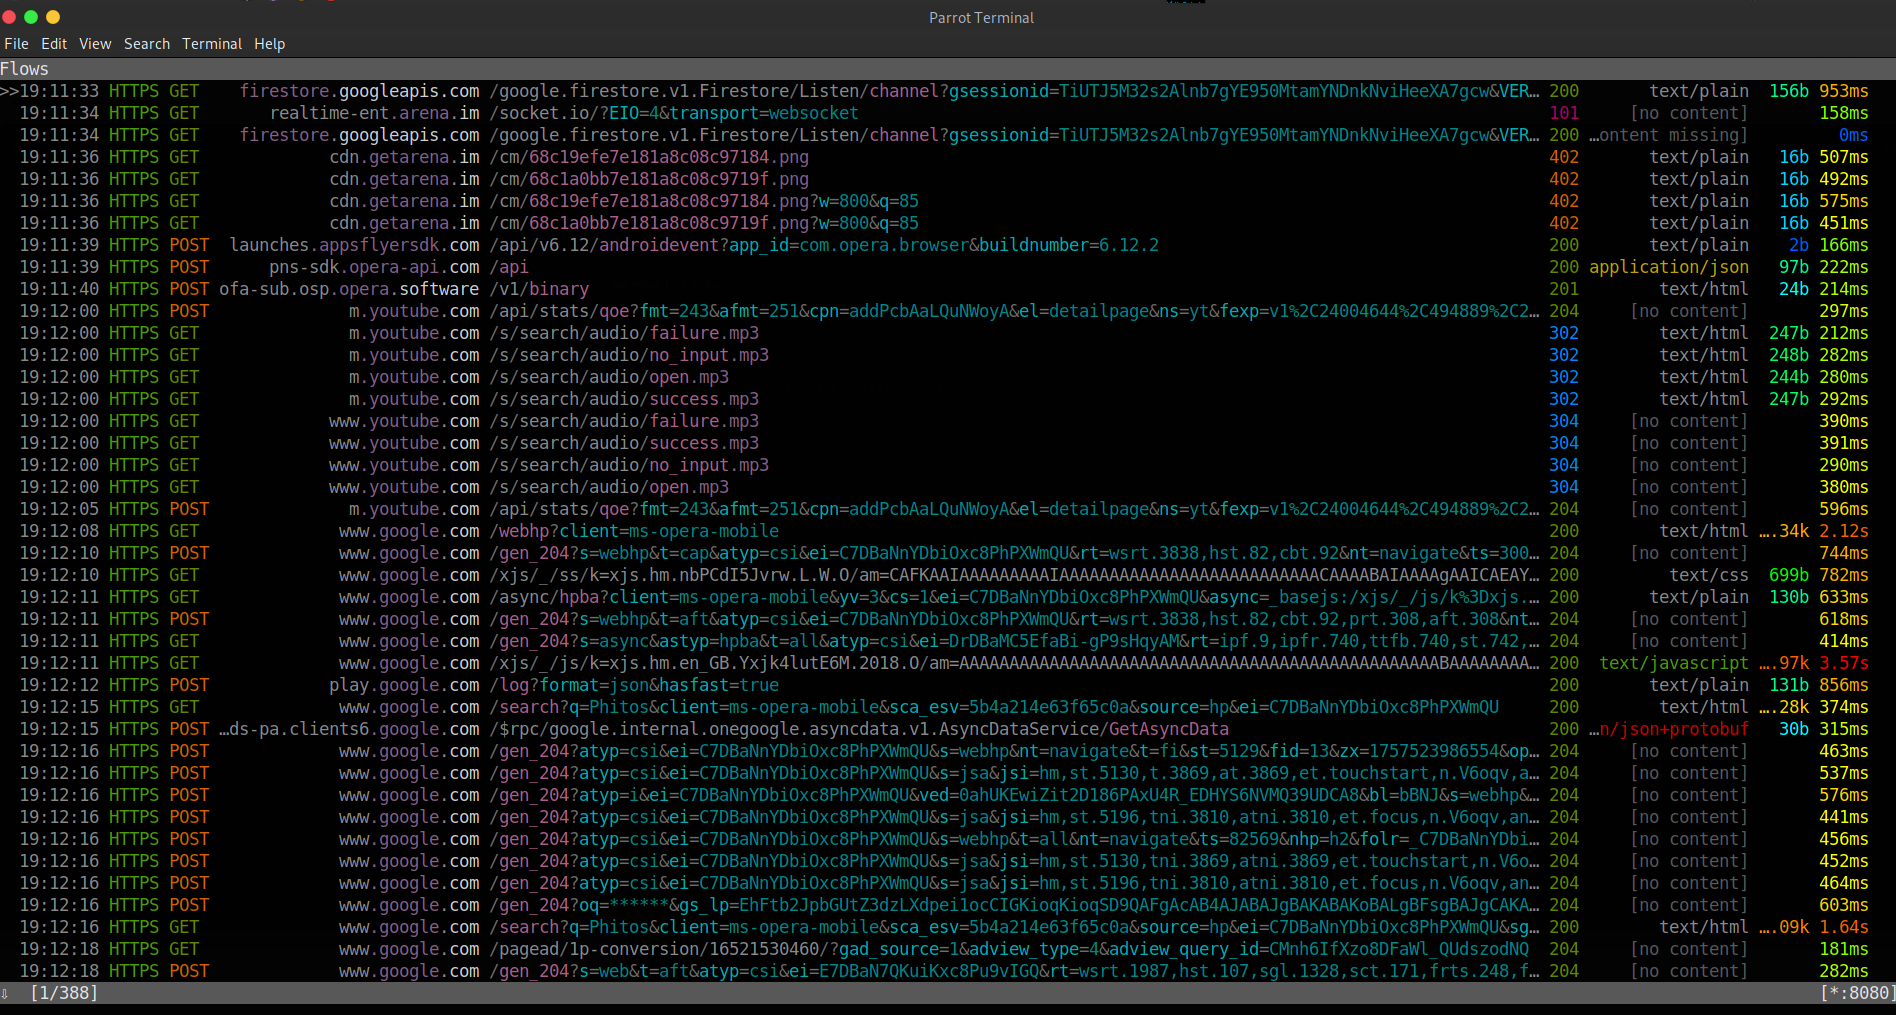 Parrot Terminal
File Edit View Search Terminal Help
Flows
>>19:11:33 HTTPS GET firestore.googleapis.com /google.firestore.v1.Firestore/Listen/channel?gsessionid=TiUTJ5M32s2Alnb7gYE950MtamYNDnkNviHeeXA7gcw&VER… 200 text/plain 156b 953ms
19:11:34 HTTPS GET realtime-ent.arena.im /socket.io/?EIO=4&transport=websocket 101 [no content] 158ms
19:11:34 HTTPS GET firestore.googleapis.com /google.firestore.v1.Firestore/Listen/channel?gsessionid=TiUTJ5M32s2Alnb7gYE950MtamYNDnkNviHeeXA7gcw&VER… 200 …ontent missing] 0ms
19:11:36 HTTPS GET cdn.getarena.im /cm/68c19efe7e181a8c08c97184.png 402 text/plain 16b 507ms
19:11:36 HTTPS GET cdn.getarena.im /cm/68c1a0bb7e181a8c08c9719f.png 402 text/plain 16b 492ms
19:11:36 HTTPS GET cdn.getarena.im /cm/68c19efe7e181a8c08c97184.png?w=800&q=85 402 text/plain 16b 575ms
19:11:36 HTTPS GET cdn.getarena.im /cm/68c1a0bb7e181a8c08c9719f.png?w=800&q=85 402 text/plain 16b 451ms
19:11:39 HTTPS POST launches.appsflyersdk.com /api/v6.12/androidevent?app_id=com.opera.browser&buildnumber=6.12.2 200 text/plain 2b 166ms
19:11:39 HTTPS POST pns-sdk.opera-api.com /api 200 application/json 97b 222ms
19:11:40 HTTPS POST ofa-sub.osp.opera.software /v1/binary 201 text/html 24b 214ms
19:12:00 HTTPS POST m.youtube.com /api/stats/qoe?fmt=243&afmt=251&cpn=addPcbAaLQuNWoyA&el=detailpage&ns=yt&fexp=v1%2C24004644%2C494889%2C2… 204 [no content] 297ms
19:12:00 HTTPS GET m.youtube.com /s/search/audio/failure.mp3 302 text/html 247b 212ms
19:12:00 HTTPS GET m.youtube.com /s/search/audio/no_input.mp3 302 text/html 248b 282ms
19:12:00 HTTPS GET m.youtube.com /s/search/audio/open.mp3 302 text/html 244b 280ms
19:12:00 HTTPS GET m.youtube.com /s/search/audio/success.mp3 302 text/html 247b 292ms
19:12:00 HTTPS GET www.youtube.com /s/search/audio/failure.mp3 304 [no content] 390ms
19:12:00 HTTPS GET www.youtube.com /s/search/audio/success.mp3 304 [no content] 391ms
19:12:00 HTTPS GET www.youtube.com /s/search/audio/no_input.mp3 304 [no content] 290ms
19:12:00 HTTPS GET www.youtube.com /s/search/audio/open.mp3 304 [no content] 380ms
19:12:05 HTTPS POST m.youtube.com /api/stats/qoe?fmt=243&afmt=251&cpn=addPcbAaLQuNWoyA&el=detailpage&ns=yt&fexp=v1%2C24004644%2C494889%2C2… 204 [no content] 596ms
19:12:08 HTTPS GET www.google.com /webhp?client=ms-opera-mobile 200 text/html ….34k 2.12s
19:12:10 HTTPS POST www.google.com /gen_204?s=webhp&t=cap&atyp=csi&ei=C7DBaNnYDbiOxc8PhPXWmQU&rt=wsrt.3838,hst.82,cbt.92&nt=navigate&ts=300… 204 [no content] 744ms
19:12:10 HTTPS GET www.google.com /xjs/_/ss/k=xjs.hm.nbPCdI5Jvrw.L.W.O/am=CAFKAAIAAAAAAAAAIAAAAAAAAAAAAAAAAAAAAAAAAAACAAAABAIAAAAgAAICAEAY… 200 text/css 699b 782ms
19:12:11 HTTPS GET www.google.com /async/hpba?client=ms-opera-mobile&yv=3&cs=1&ei=C7DBaNnYDbiOxc8PhPXWmQU&async=_basejs:/xjs/_/js/k%3Dxjs.… 200 text/plain 130b 633ms
19:12:11 HTTPS POST www.google.com /gen_204?s=webhp&t=aft&atyp=csi&ei=C7DBaNnYDbiOxc8PhPXWmQU&rt=wsrt.3838,hst.82,cbt.92,prt.308,aft.308&nt… 204 [no content] 618ms
19:12:11 HTTPS GET www.google.com /gen_204?s=async&astyp=hpba&t=all&atyp=csi&ei=DrDBaMC5EfaBi-gP9sHqyAM&rt=ipf.9,ipfr.740,ttfb.740,st.742,… 204 [no content] 414ms
19:12:11 HTTPS GET www.google.com /xjs/_/js/k=xjs.hm.en_GB.Yxjk4lutE6M.2018.O/am=AAAAAAAAAAAAAAAAAAAAAAAAAAAAAAAAAAAAAAAAAAAAAAAABAAAAAAAA… 200 text/javascript ….97k 3.57s
19:12:12 HTTPS POST play.google.com /log?format=json&hasfast=true 200 text/plain 131b 856ms
19:12:15 HTTPS GET www.google.com /search?q=Phitos&client=ms-opera-mobile&sca_esv=5b4a214e63f65c0a&source=hp&ei=C7DBaNnYDbiOxc8PhPXWmQU 200 text/html ….28k 374ms
19:12:15 HTTPS POST …ds-pa.clients6.google.com /$rpc/google.internal.onegoogle.asyncdata.v1.AsyncDataService/GetAsyncData 200 …n/json+protobuf 30b 315ms
19:12:16 HTTPS POST www.google.com /gen_204?atyp=csi&ei=C7DBaNnYDbiOxc8PhPXWmQU&s=webhp&nt=navigate&t=fi&st=5129&fid=13&zx=1757523986554&op… 204 [no content] 463ms
19:12:16 HTTPS POST www.google.com /gen_204?atyp=csi&ei=C7DBaNnYDbiOxc8PhPXWmQU&s=jsa&jsi=hm,st.5130,t.3869,at.3869,et.touchstart,n.V6oqv,a… 204 [no content] 537ms
19:12:16 HTTPS POST www.google.com /gen_204?atyp=i&ei=C7DBaNnYDbiOxc8PhPXWmQU&ved=0ahUKEwiZit2D186PAxU4R_EDHYS6NVMQ39UDCA8&bl=bBNJ&s=webhp&… 204 [no content] 576ms
19:12:16 HTTPS POST www.google.com /gen_204?atyp=csi&ei=C7DBaNnYDbiOxc8PhPXWmQU&s=jsa&jsi=hm,st.5196,tni.3810,atni.3810,et.focus,n.V6oqv,an… 204 [no content] 441ms
19:12:16 HTTPS POST www.google.com /gen_204?atyp=csi&ei=C7DBaNnYDbiOxc8PhPXWmQU&s=webhp&t=all&nt=navigate&ts=82569&nhp=h2&folr=_C7DBaNnYDbi… 204 [no content] 456ms
19:12:16 HTTPS POST www.google.com /gen_204?atyp=csi&ei=C7DBaNnYDbiOxc8PhPXWmQU&s=jsa&jsi=hm,st.5130,tni.3869,atni.3869,et.touchstart,n.V6o… 204 [no content] 452ms
19:12:16 HTTPS POST www.google.com /gen_204?atyp=csi&ei=C7DBaNnYDbiOxc8PhPXWmQU&s=jsa&jsi=hm,st.5196,tni.3810,atni.3810,et.focus,n.V6oqv,an… 204 [no content] 464ms
19:12:16 HTTPS POST www.google.com /gen_204?oq=******&gs_lp=EhFtb2JpbGUtZ3dzLXdpei1ocCIGKioqKioqSD9QAFgAcAB4AJABAJgBAKABAKoBALgBFsgBAJgCAKA… 204 [no content] 603ms
19:12:16 HTTPS GET www.google.com /search?q=Phitos&client=ms-opera-mobile&sca_esv=5b4a214e63f65c0a&source=hp&ei=C7DBaNnYDbiOxc8PhPXWmQU&sg… 200 text/html ….09k 1.64s
19:12:18 HTTPS GET www.google.com /pagead/1p-conversion/16521530460/?gad_source=1&adview_type=4&adview_query_id=CMnh6IfXzo8DFaWl_QUdszodNQ 204 [no content] 181ms
19:12:18 HTTPS POST www.google.com /gen_204?s=web&t=aft&atyp=csi&ei=E7DBaN7QKuiKxc8Pu9vIGQ&rt=wsrt.1987,hst.107,sgl.1328,sct.171,frts.248,f… 204 [no content] 282ms
⇩ [1/388] [*:8080]